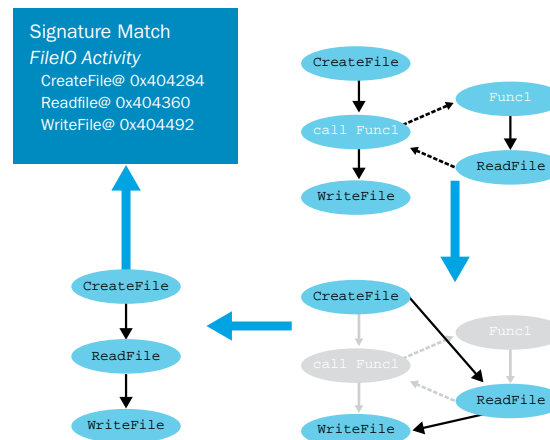 Signature Match
FileIO Activity
CreateFile@ 0x404284
Readfile@ 0x404360
WriteFile@ 0x404492
CreateFile
Func1
call Func1
ReadFile
WriteFile
CreateFile
ReadFile
WriteFile
CreateFile
Func1
call Func1
ReadFile
WriteFile